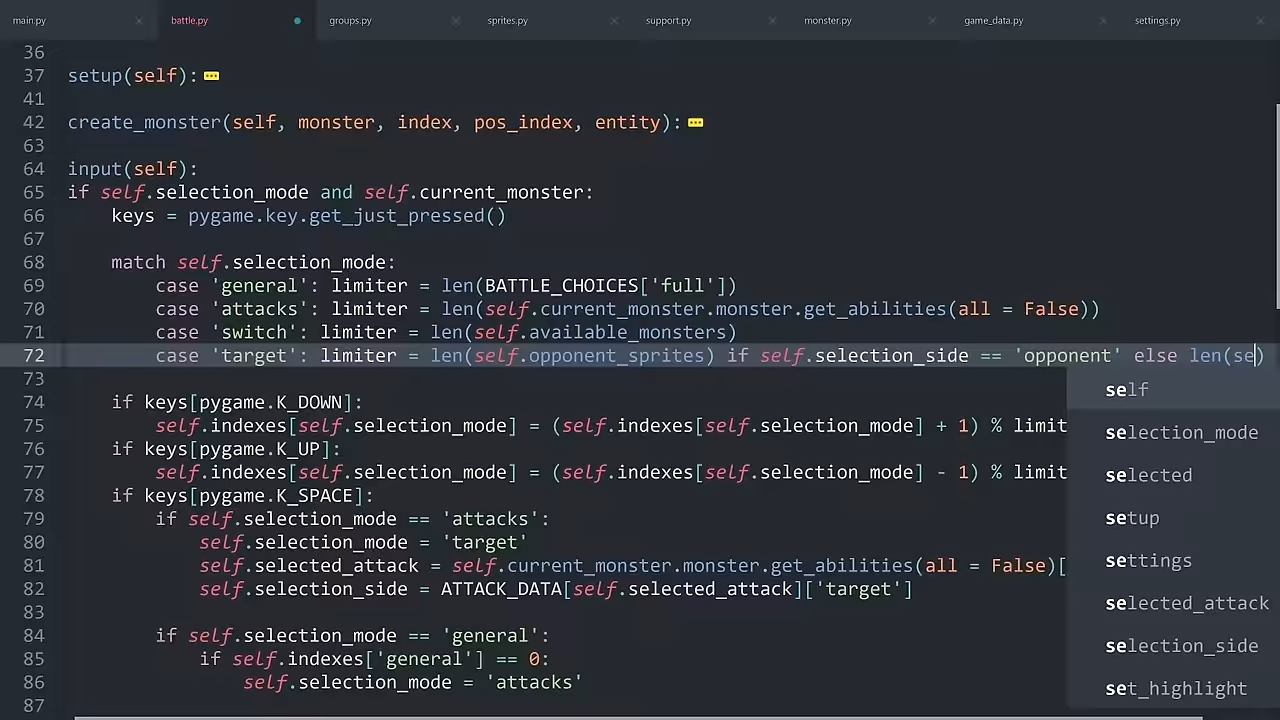 main.py × battle.py groups.py × sprites.py × support.py × monster.py × game_data.py × settings.py ×
36
37 setup(self):
41
42 create_monster(self, monster, index, pos_index, entity):
63
64 input(self):
65 if self.selection_mode and self.current_monster:
66 keys = pygame.key.get_just_pressed()
67
68 match self.selection_mode:
69 case 'general': limiter = len(BATTLE_CHOICES['full'])
70 case 'attacks': limiter = len(self.current_monster.monster.get_abilities(all = False))
71 case 'switch': limiter = len(self.available_monsters)
72 case 'target': limiter = len(self.opponent_sprites) if self.selection_side == 'opponent' else len(se)
73
74 if keys[pygame.K_DOWN]:
75 self.indexes[self.selection_mode] = (self.indexes[self.selection_mode] + 1) % limit
76 if keys[pygame.K_UP]:
77 self.indexes[self.selection_mode] = (self.indexes[self.selection_mode] - 1) % limit
78 if keys[pygame.K_SPACE]:
79 if self.selection_mode == 'attacks':
80 self.selection_mode = 'target'
81 self.selected_attack = self.current_monster.monster.get_abilities(all = False)[
82 self.selection_side = ATTACK_DATA[self.selected_attack]['target']
83
84 if self.selection_mode == 'general':
85 if self.indexes['general'] == 0:
86 self.selection_mode = 'attacks'
87
self
selection_mode
selected
setup
settings
selected_attack
selection_side
set_highlight